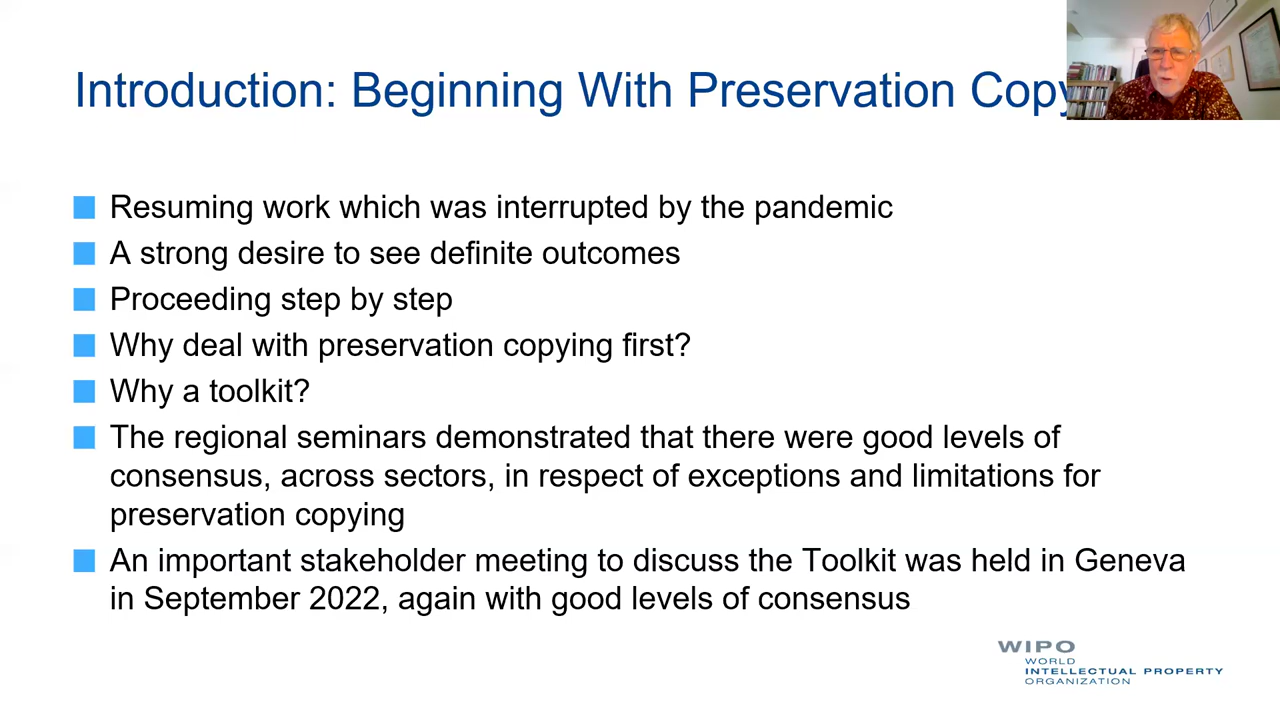 Introduction: Beginning With Preservation Copy
Resuming work which was interrupted by the pandemic
A strong desire to see definite outcomes
Proceeding step by step
Why deal with preservation copying first?
Why a toolkit?
The regional seminars demonstrated that there were good levels of
consensus, across sectors, in respect of exceptions and limitations for
preservation copying
An important stakeholder meeting to discuss the Toolkit was held in Geneva
in September 2022, again with good levels of consensus
WIPO
WORLD
INTELLECTUAL PROPERTY
ORGANIZATION